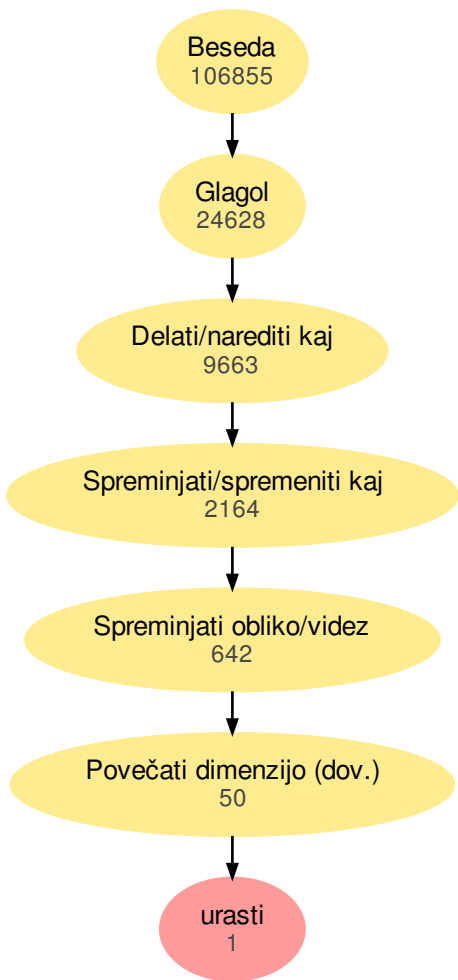 Beseda
106855
Glagol
24628
Delati/narediti kaj
9663
Spreminjati/spremeniti kaj
2164
Spreminjati obliko/videz
642
Povečati dimenzijo (dov.)
50
urasti
1